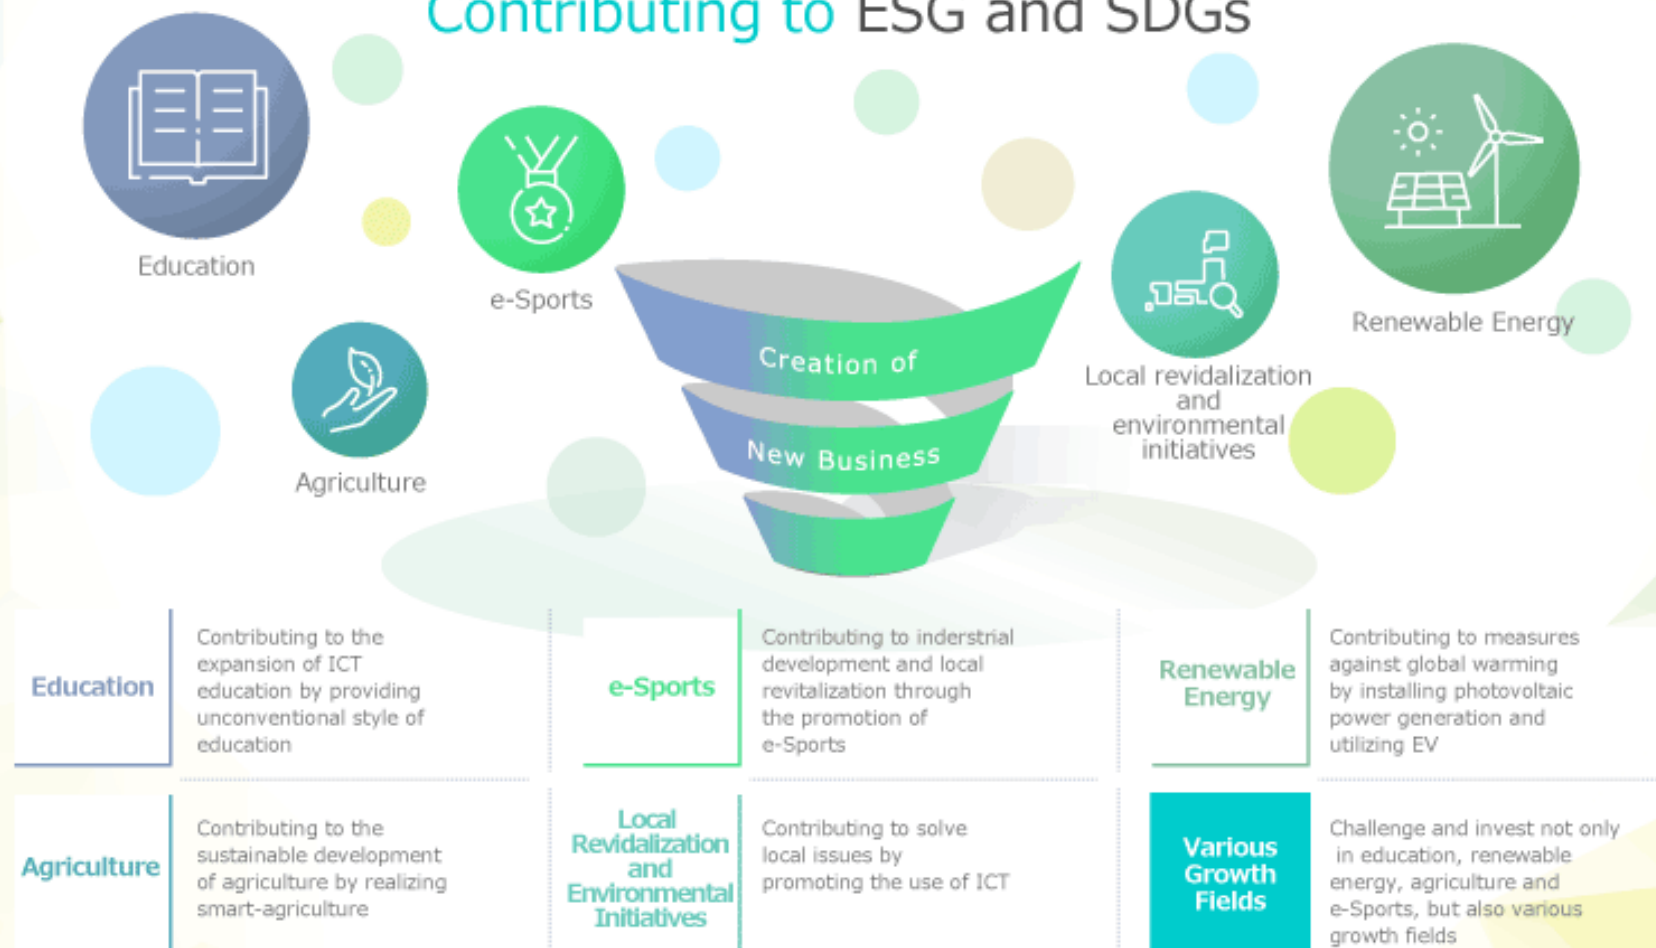 Contributing to ESG and SDGs
Education
e-Sports
Agriculture
Creation of
New Business
Local revidalization
and
environmental
initiatives
Renewable Energy
Education
Contributing to the
expansion of ICT
education by providing
unconventional style of
education
e-Sports
Contributing to inderstrial
development and local
revitalization through
the promotion of
e-Sports
Renewable
Energy
Contributing to measures
against global warming
by installing photovoltaic
power generation and
utilizing EV
Agriculture
Contributing to the
sustainable development
of agriculture by realizing
smart-agriculture
Local
Revidalization
and
Environmental
Initiatives
Contributing to solve
local issues by
promoting the use of ICT
Various
Growth
Fields
Challenge and invest not only
in education, renewable
energy, agriculture and
e-Sports, but also various
growth fields